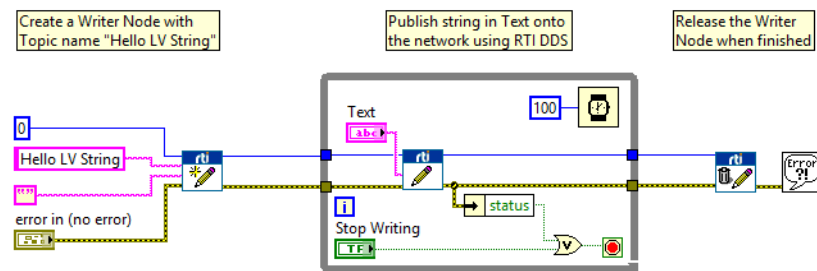 Create a Writer Node with
Topic name "Hello LV String"
Publish string in Text onto
the network using RTI DDS
Release the Writer
Node when finished
100
Text
abc
0
rti
rti
rti
Hello LV String
""
Error
?!
status
error in (no error)
i
Stop Writing
TF
V